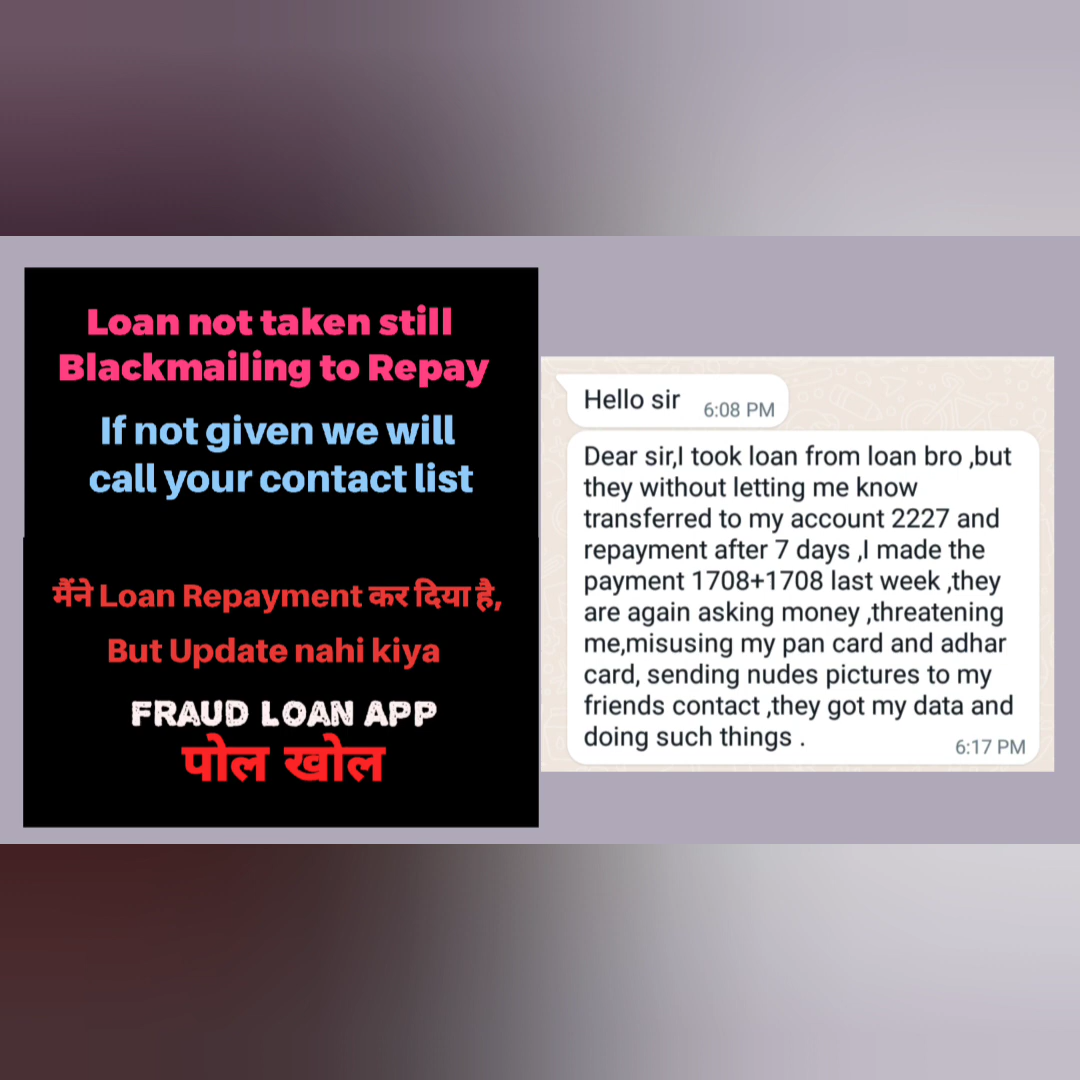 Loan not taken still
Blackmailing to Repay
If not given we will
call your contact list
मैंने Loan Repayment कर दिया है,
But Update nahi kiya
FRAUD LOAN APP
पोल खोल
Hello sir
6:08 PM
Dear sir,I took loan from loan bro ,but
they without letting me know
transferred to my account 2227 and
repayment after 7 days ,I made the
payment 1708+1708 last week ,they
are again asking money ,threatening
me,misusing my pan card and adhar
card, sending nudes pictures to my
friends contact ,they got my data and
doing such things .
6:17 PM